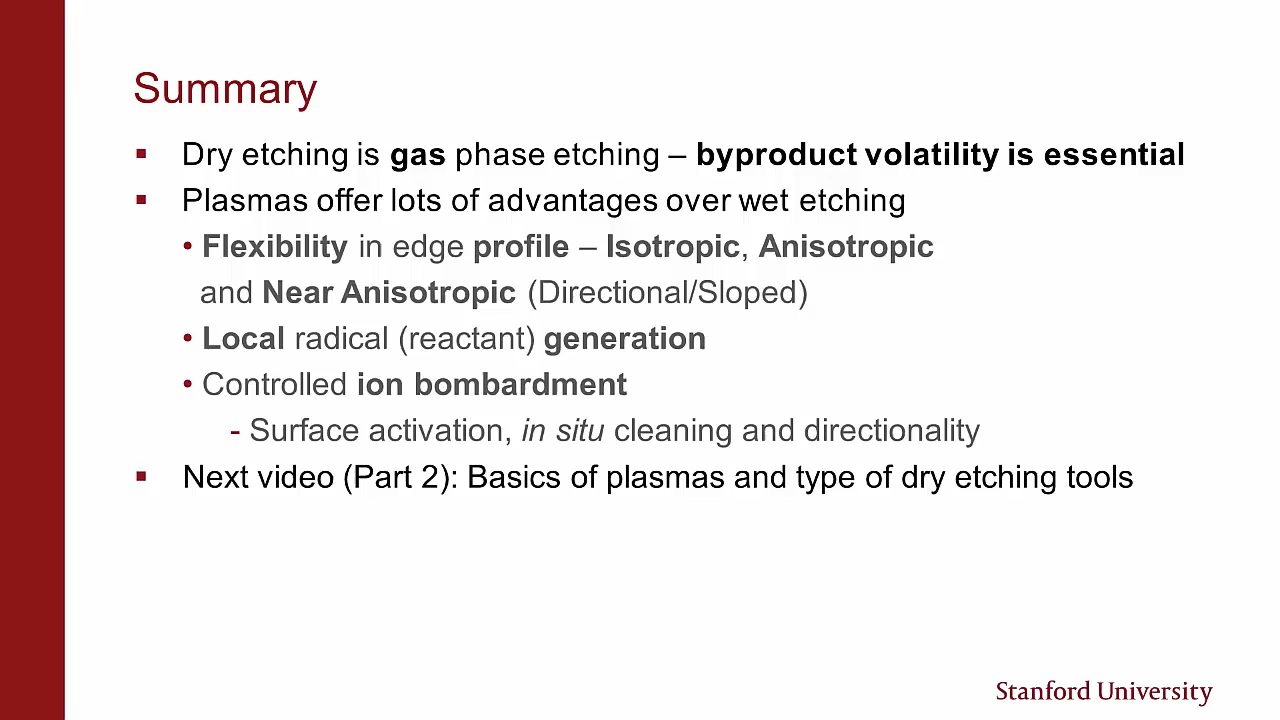 Summary
▪ Dry etching is gas phase etching – byproduct volatility is essential
▪ Plasmas offer lots of advantages over wet etching
• Flexibility in edge profile – Isotropic, Anisotropic
and Near Anisotropic (Directional/Sloped)
• Local radical (reactant) generation
• Controlled ion bombardment
- Surface activation, in situ cleaning and directionality
▪ Next video (Part 2): Basics of plasmas and type of dry etching tools
Stanford University